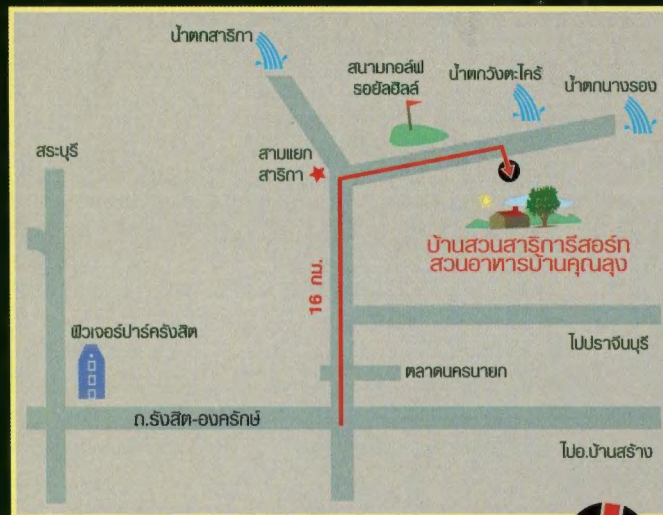 น้ำตกสาริกา
สนามกอล์ฟ
รอยัลฮิลล์
น้ำตกวังตะไคร้
น้ำตกนางรอง
สระบุรี
สามแยก
สาริกา
บ้านสวนสาริการีสอร์ท
สวนอาหารบ้านคุณลุง
16 กม.
ฟิวเจอร์ปาร์ครังสิต
ไปปราจีนบุรี
ตลาดนครนายก
ถ.รังสิต-องครักษ์
ไปอ.บ้านสร้าง